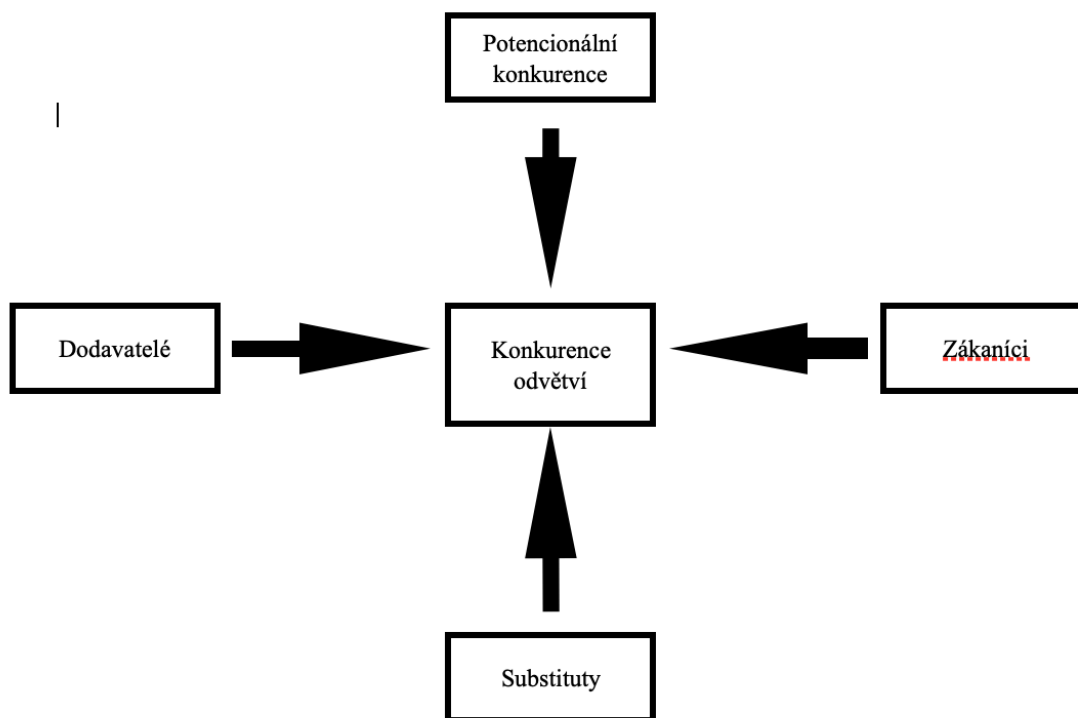 Potencionální
konkurence
Dodavatelé
Konkurence
odvětví
Zákaníci
Substituty